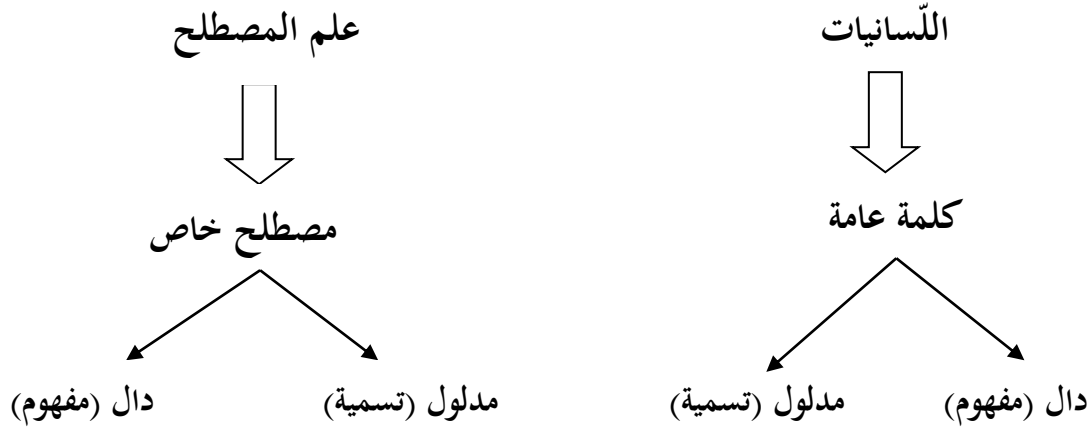 اللّسانيات
علم المصطلح
كلمة عامة
مصطلح خاص
دال (مفهوم)
مدلول (تسمية)
مدلول (تسمية)
دال (مفهوم)